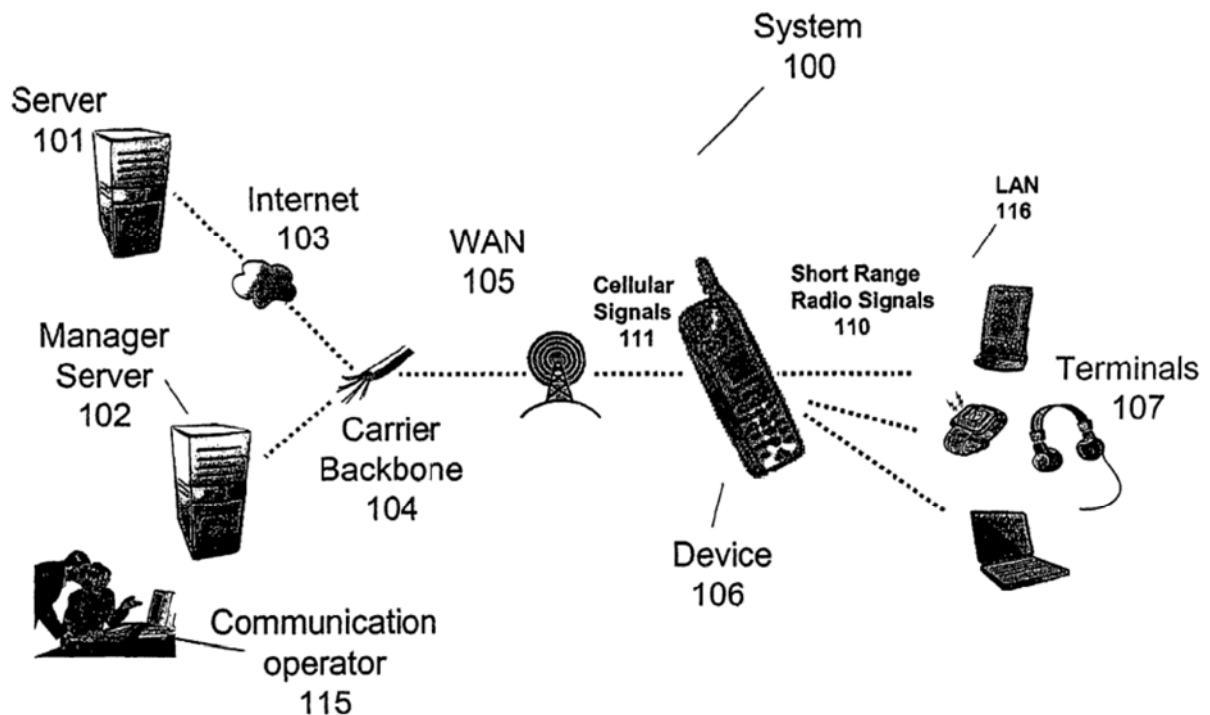 System
100
Server
101
Internet
103
WAN
105
Cellular
Signals
111
Short Range
Radio Signals
110
LAN
116
Manager
Server
102
Carrier
Backbone
104
Terminals
107
Device
106
Communication
operator
115